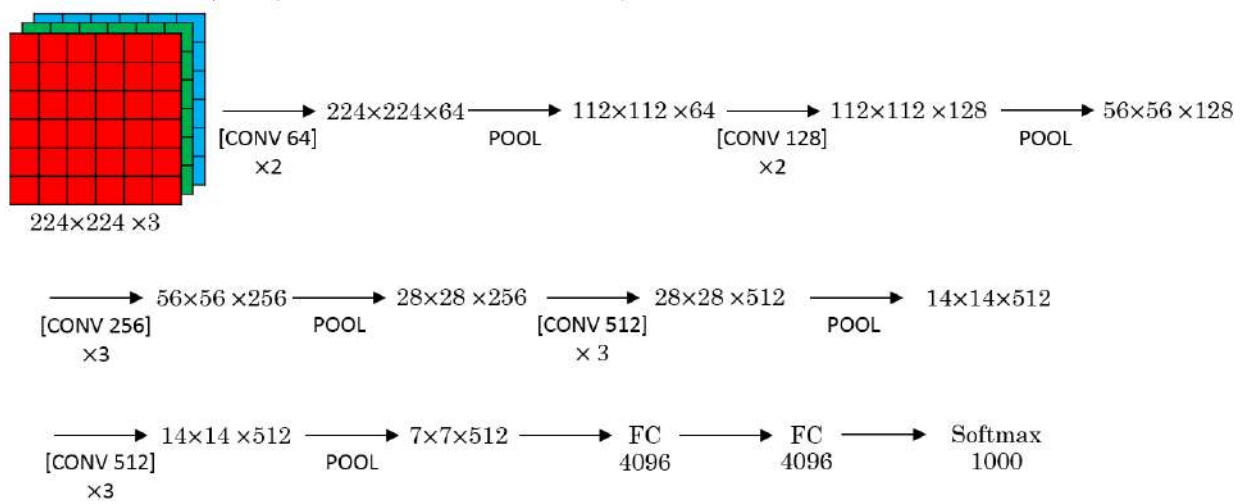 224×224×64 112×112 ×64 112×112 ×128 56×56 ×128
[CONV 64] POOL [CONV 128] POOL
×2 ×2
224×224 ×3
56×56 ×256 28×28 ×256 28×28 ×512 14×14×512
[CONV 256] POOL [CONV 512] POOL
×3 × 3
14×14 ×512 7×7×512 FC FC Softmax
[CONV 512] POOL 4096 4096 1000
×3